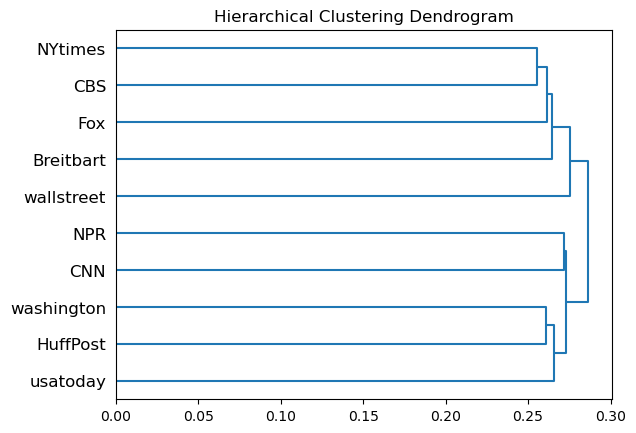 Hierarchical Clustering Dendrogram
NYtimes
CBS
Fox
Breitbart
wallstreet
NPR
CNN
washington
HuffPost
usatoday
0.00 0.05 0.10 0.15 0.20 0.25 0.30